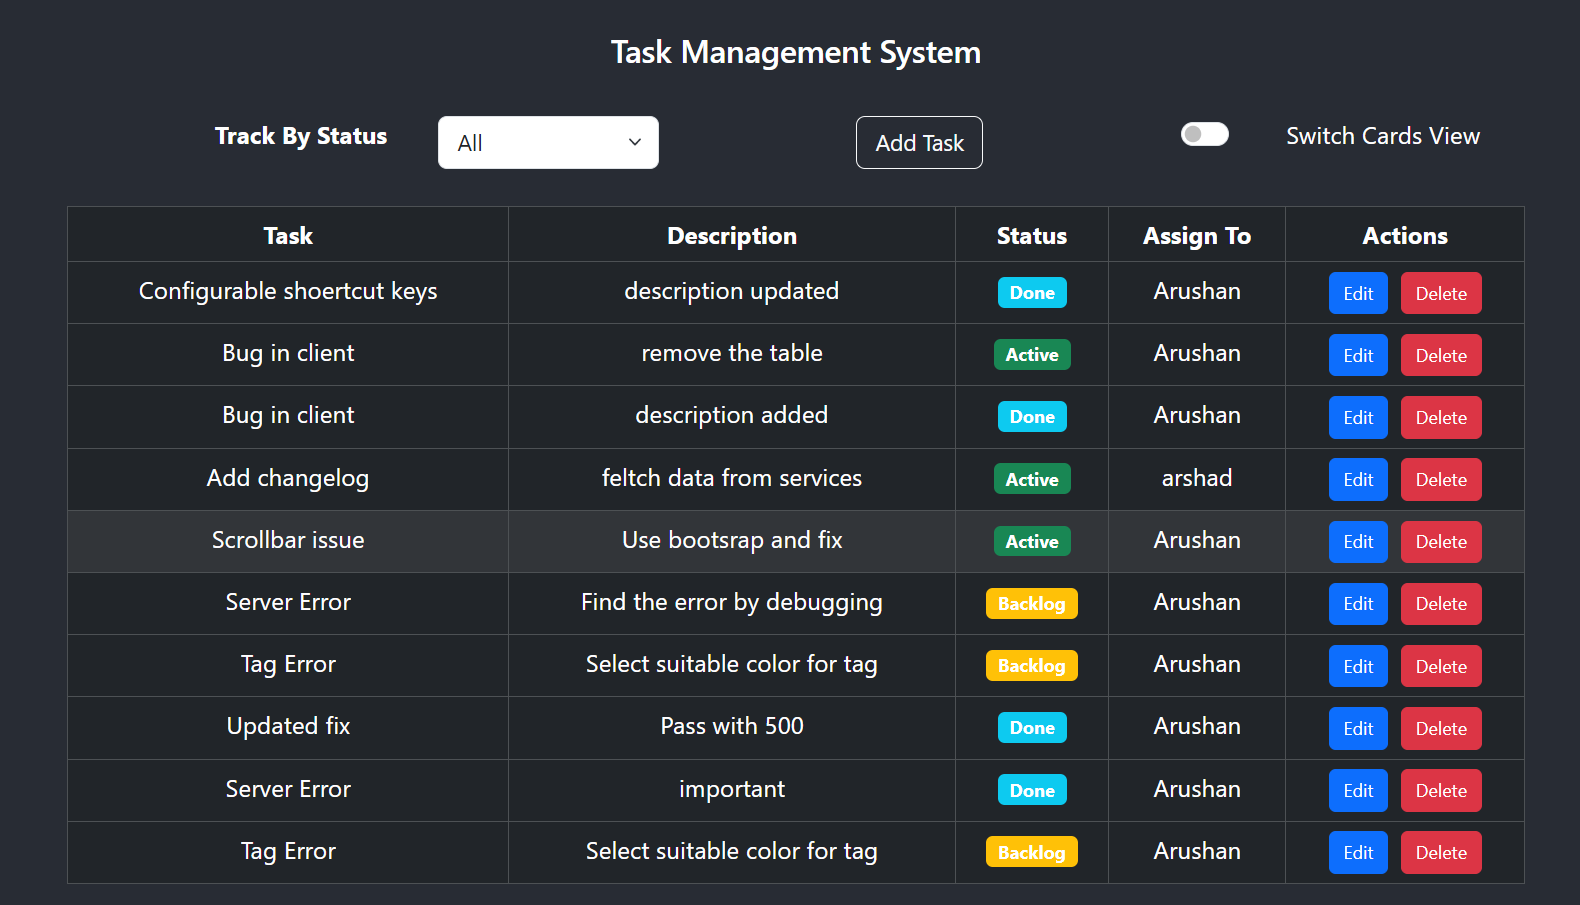 Task Management System
Track By Status All Add Task Switch Cards View
Task Description Status Assign To Actions
Configurable shoertcut keys description updated Done Arushan Edit Delete
Bug in client remove the table Active Arushan Edit Delete
Bug in client description added Done Arushan Edit Delete
Add changelog feltch data from services Active arshad Edit Delete
Scrollbar issue Use bootsrap and fix Active Arushan Edit Delete
Server Error Find the error by debugging Backlog Arushan Edit Delete
Tag Error Select suitable color for tag Backlog Arushan Edit Delete
Updated fix Pass with 500 Done Arushan Edit Delete
Server Error important Done Arushan Edit Delete
Tag Error Select suitable color for tag Backlog Arushan Edit Delete